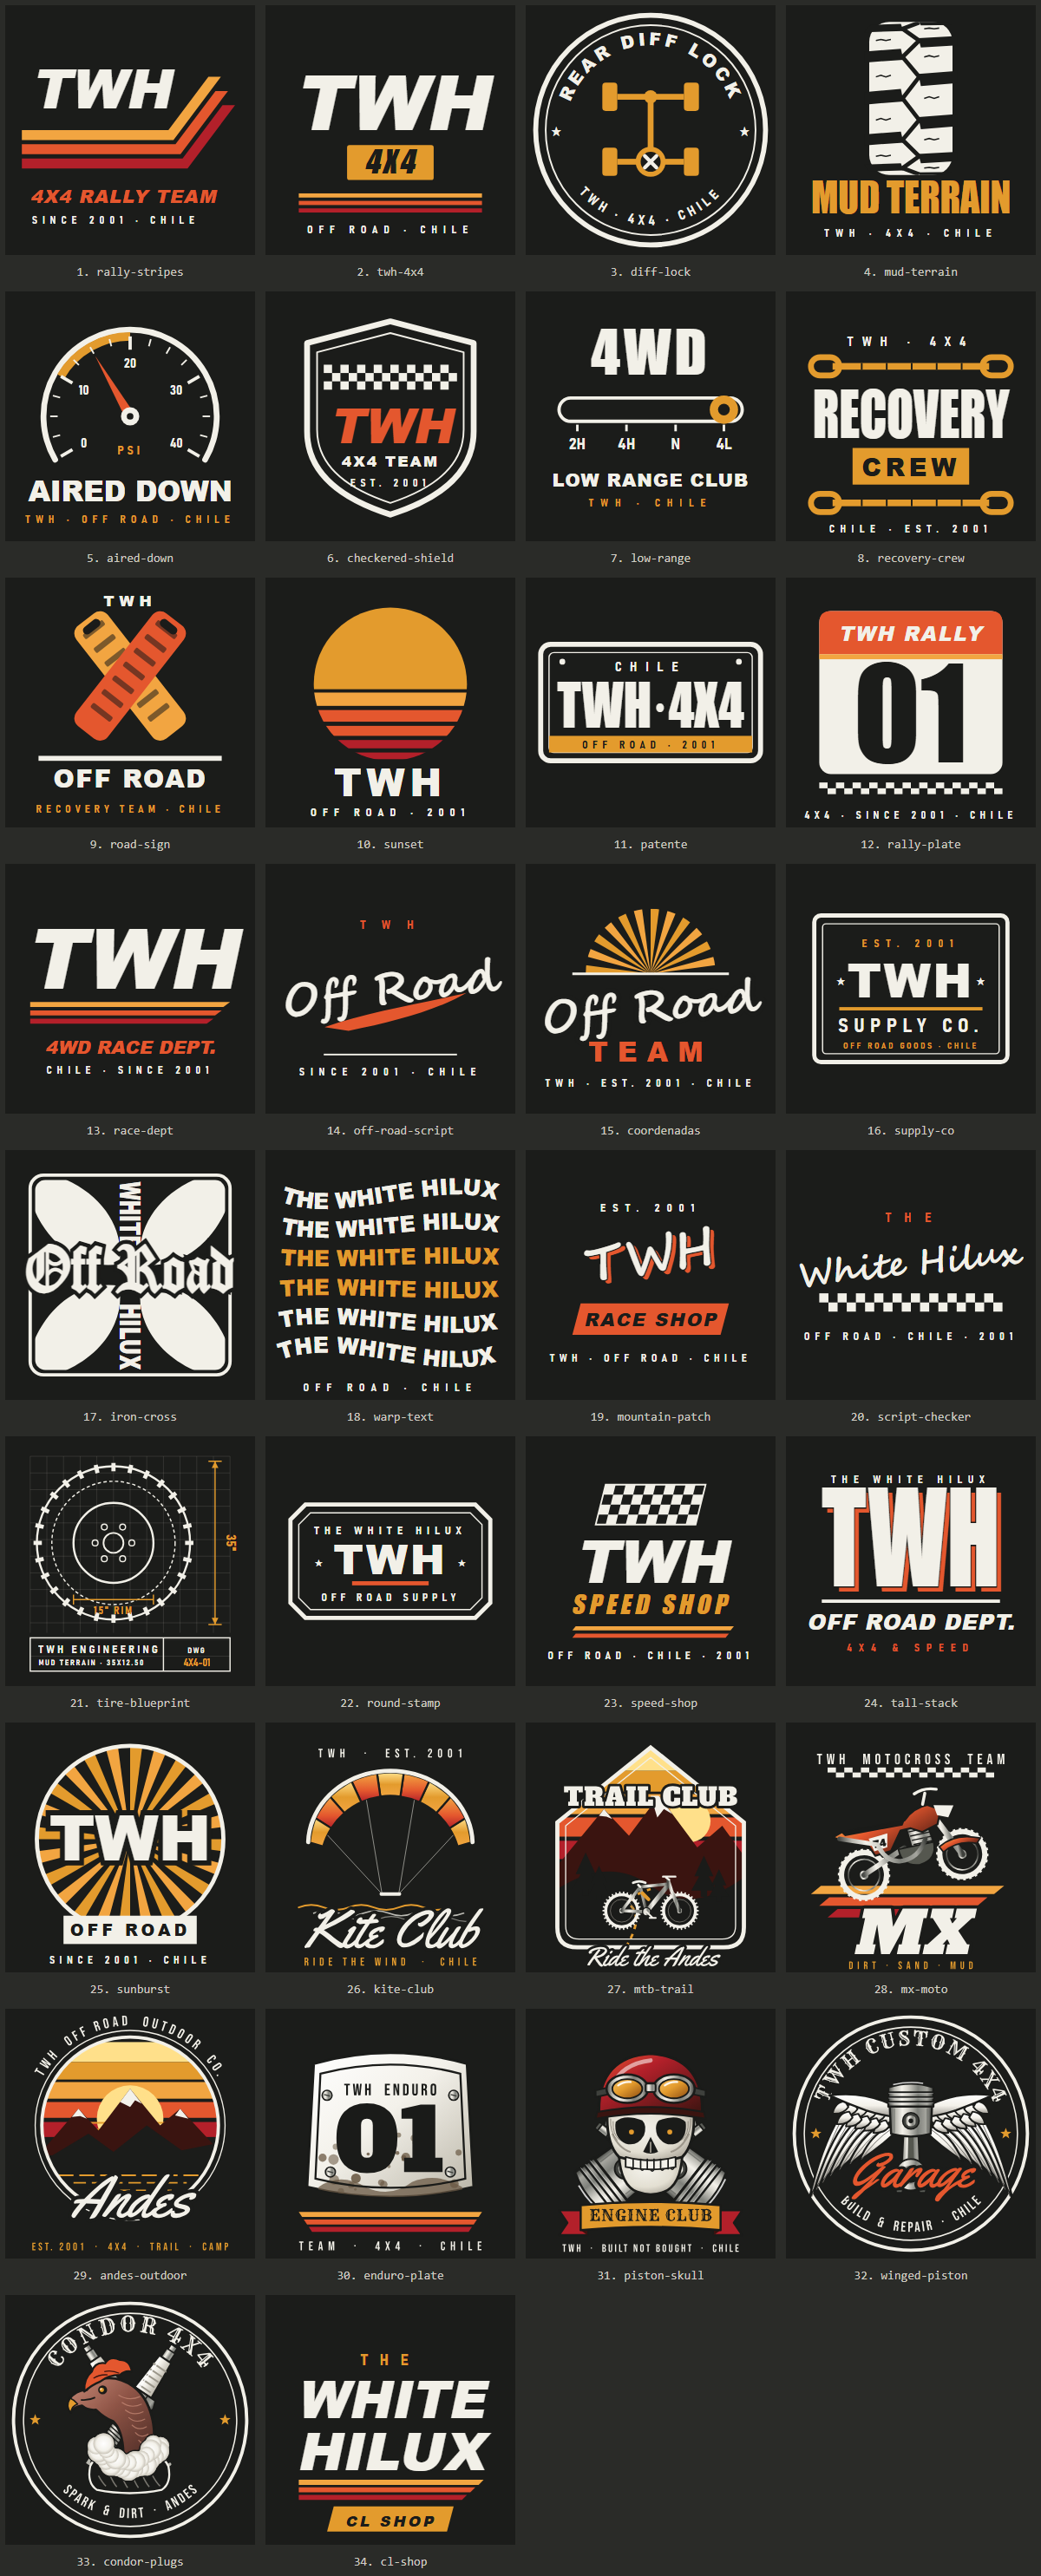 TWH
4X4 RALLY TEAM
SINCE 2001 · CHILE
1. rally-stripes
TWH
4X4
OFF ROAD · CHILE
2. twh-4x4
REAR DIFF LOCK
TWH · 4X4 · CHILE
3. diff-lock
MUD TERRAIN
TWH · 4X4 · CHILE
4. mud-terrain
0
10
20
30
40
PSI
AIRED DOWN
TWH · OFF ROAD · CHILE
5. aired-down
TWH
4X4 TEAM
EST. 2001
6. checkered-shield
4WD
2H 4H N 4L
LOW RANGE CLUB
TWH · CHILE
7. low-range
TWH · 4X4
RECOVERY
CREW
CHILE · EST. 2001
8. recovery-crew
TWH
OFF ROAD
RECOVERY TEAM · CHILE
9. road-sign
TWH
OFF ROAD · 2001
10. sunset
CHILE
TWH·4X4
OFF ROAD · 2001
11. patente
TWH RALLY
01
4X4 · SINCE 2001 · CHILE
12. rally-plate
TWH
4WD RACE DEPT.
CHILE · SINCE 2001
13. race-dept
TWH
Off Road
SINCE 2001 · CHILE
14. off-road-script
Off Road
TEAM
TWH · EST. 2001 · CHILE
15. coordenadas
EST. 2001
TWH
SUPPLY CO.
OFF ROAD GOODS · CHILE
16. supply-co
WHITE
Off Road
HILUX
17. iron-cross
THE WHITE HILUX
THE WHITE HILUX
THE WHITE HILUX
THE WHITE HILUX
THE WHITE HILUX
THE WHITE HILUX
OFF ROAD · CHILE
18. warp-text
EST. 2001
TWH
RACE SHOP
TWH · OFF ROAD · CHILE
19. mountain-patch
THE
White Hilux
OFF ROAD · CHILE · 2001
20. script-checker
35"
15" RIM
TWH ENGINEERING
MUD TERRAIN · 35X12.50
DWG
4X4-01
21. tire-blueprint
THE WHITE HILUX
TWH
OFF ROAD SUPPLY
22. round-stamp
TWH
SPEED SHOP
OFF ROAD · CHILE · 2001
23. speed-shop
THE WHITE HILUX
TWH
OFF ROAD DEPT.
4X4 & SPEED
24. tall-stack
TWH
OFF ROAD
SINCE 2001 · CHILE
25. sunburst
TWH · EST. 2001
Kite Club
RIDE THE WIND · CHILE
26. kite-club
TRAIL CLUB
Ride the Andes
27. mtb-trail
TWH MOTOCROSS TEAM
MX
DIRT · SAND · MUD
28. mx-moto
TWH OFF ROAD OUTDOOR CO.
Andes
EST. 2001 · 4X4 · TRAIL · CAMP
29. andes-outdoor
TWH ENDURO
01
TEAM · 4X4 · CHILE
30. enduro-plate
ENGINE CLUB
TWH · BUILT NOT BOUGHT · CHILE
31. piston-skull
TWH CUSTOM 4X4
Garage
BUILD & REPAIR · CHILE
32. winged-piston
CONDOR 4X4
SPARK & DIRT · ANDES
33. condor-plugs
THE
WHITE
HILUX
CL SHOP
34. cl-shop